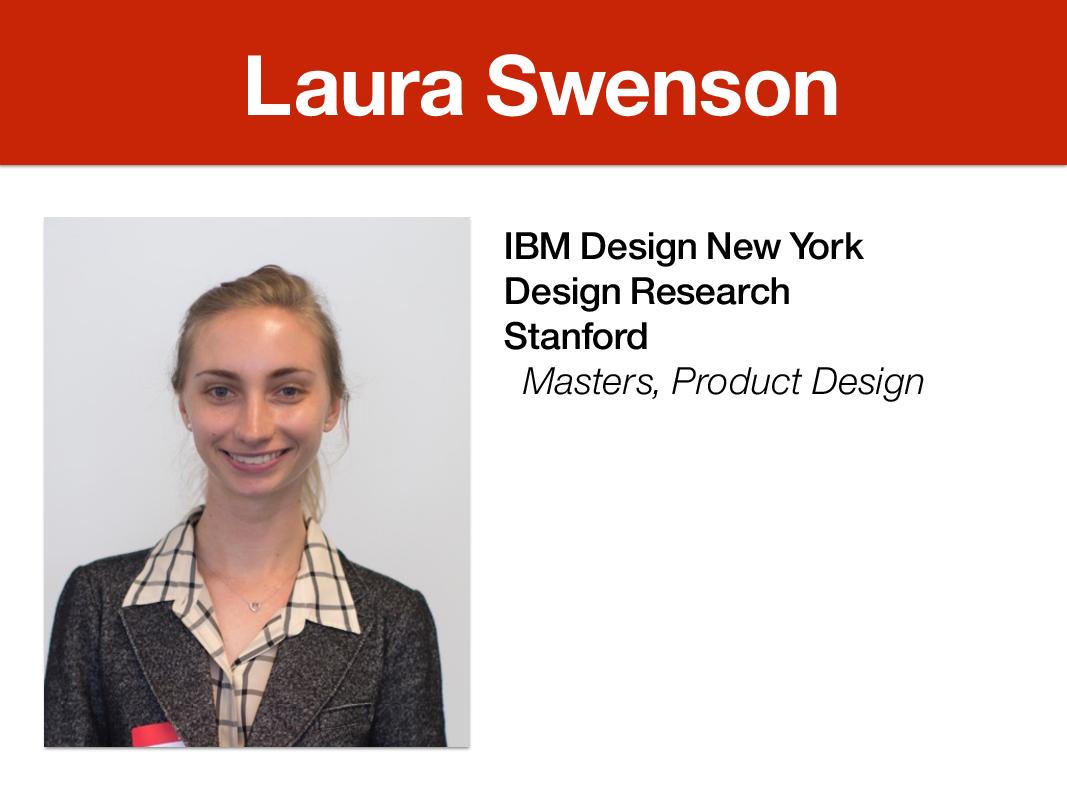 Laura Swenson
IBM Design New York
Design Research
Stanford
Masters, Product Design